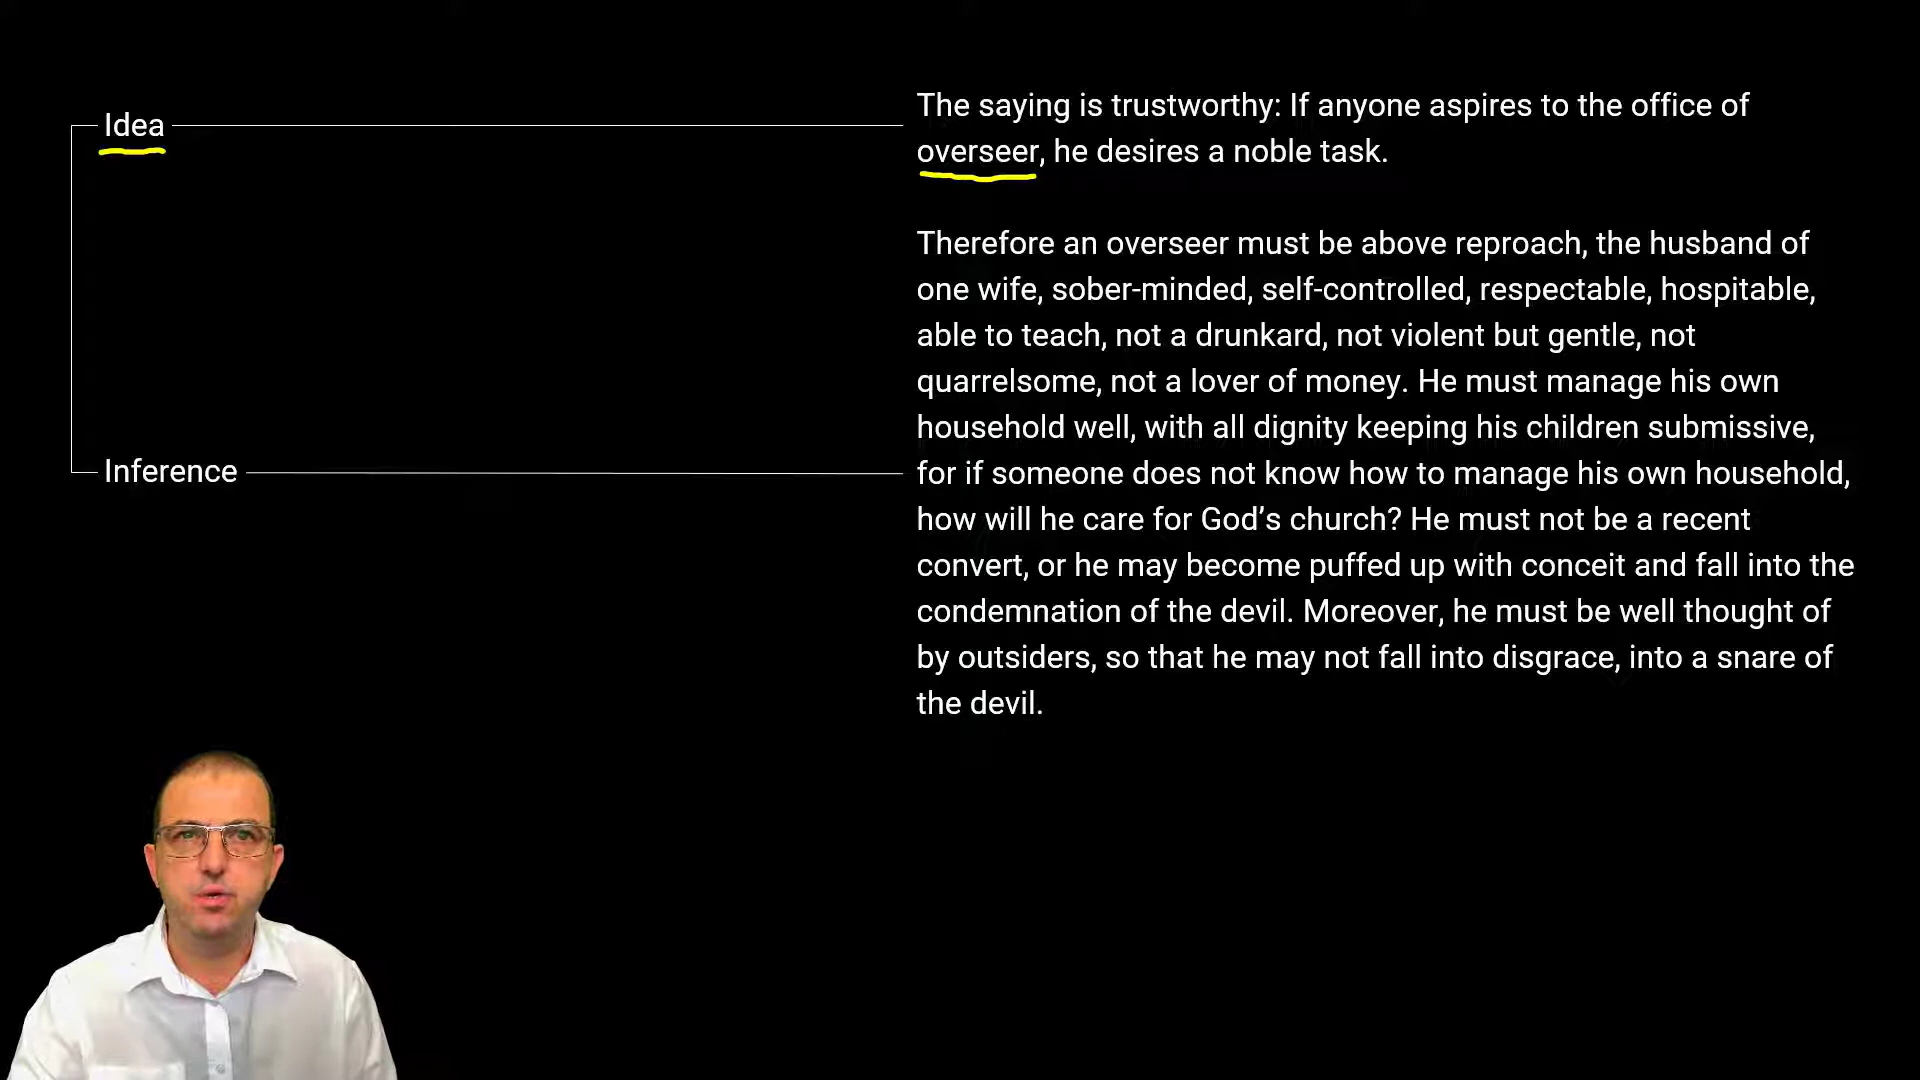 Idea
The saying is trustworthy: If anyone aspires to the office of
overseer, he desires a noble task.
Therefore an overseer must be above reproach, the husband of
one wife, sober-minded, self-controlled, respectable, hospitable,
able to teach, not a drunkard, not violent but gentle, not
quarrelsome, not a lover of money. He must manage his own
household well, with all dignity keeping his children submissive,
Inference
for if someone does not know how to manage his own household,
how will he care for God’s church? He must not be a recent
convert, or he may become puffed up with conceit and fall into the
condemnation of the devil. Moreover, he must be well thought of
by outsiders, so that he may not fall into disgrace, into a snare of
the devil.